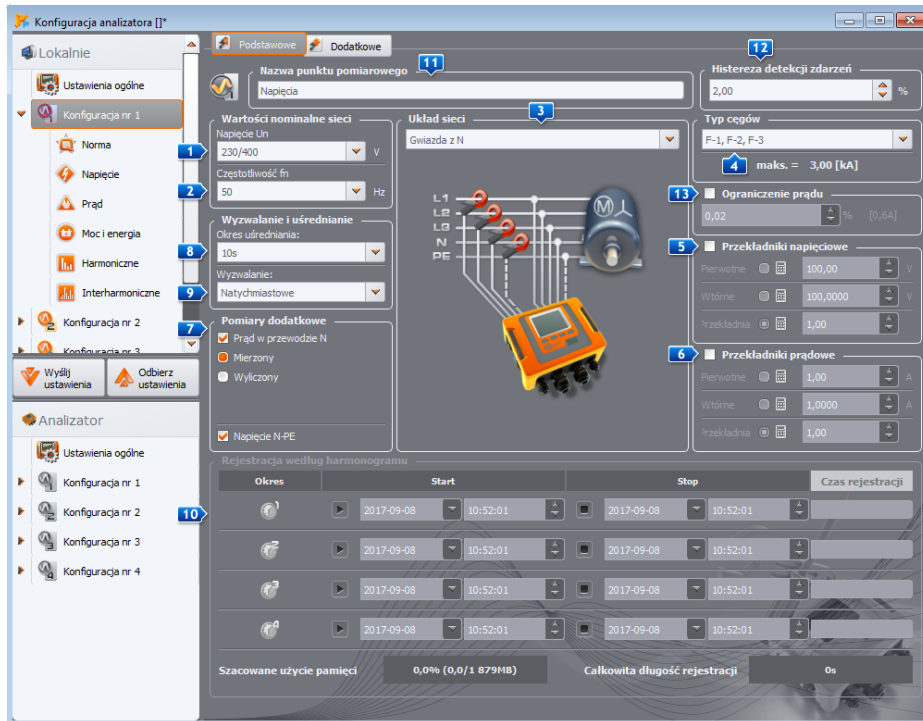 Konfiguracja analizatora []*
Lokalnie
Ustawienia ogólne
Konfiguracja nr 1
Norma
Napięcie
Prąd
Moc i energia
Harmoniczne
Interharmoniczne
Konfiguracja nr 2
Konfiguracja nr 3
Wyślij ustawienia
Odbierz ustawienia
Analizator
Ustawienia ogólne
Konfiguracja nr 1
Konfiguracja nr 2
Konfiguracja nr 3
Konfiguracja nr 4
Podstawowe
Dodatkowe
Nazwa punktu pomiarowego
11
Napięcia
12
Histereza detekcji zdarzeń
2,00 %
Wartości nominalne sieci
Napięcie Un
1
230/400 V
Częstotliwość fn
2
50 Hz
Układ sieci
3
Gwiazda z N
L1
L2
L3
N
PE
M
Typ cęgów
F-1, F-2, F-3
4
maks. = 3,00 [kA]
13
Ograniczenie prądu
0,02 % [0,6A]
Wyzwalanie i uśrednianie
Okres uśredniania:
8
10s
Wyzwalanie:
9
Natychmiastowe
5
Przekładniki napięciowe
Pierwotne 100,00 V
Wtórne 100,0000 V
Przekładnia 1,00
Pomiary dodatkowe
7
Prąd w przewodzie N
Mierzony
Wyliczony
Napięcie N-PE
6
Przekładniki prądowe
Pierwotne 1,00 A
Wtórne 1,0000 A
Przekładnia 1,00
Rejestracja według harmonogramu
Okres Start Stop Czas rejestracji
10
1 2017-09-08 10:52:01 2017-09-08 10:52:01
2 2017-09-08 10:52:01 2017-09-08 10:52:01
3 2017-09-08 10:52:01 2017-09-08 10:52:01
4 2017-09-08 10:52:01 2017-09-08 10:52:01
Szacowane użycie pamięci 0,0% (0,0/1 879MB) Całkowita długość rejestracji 0s